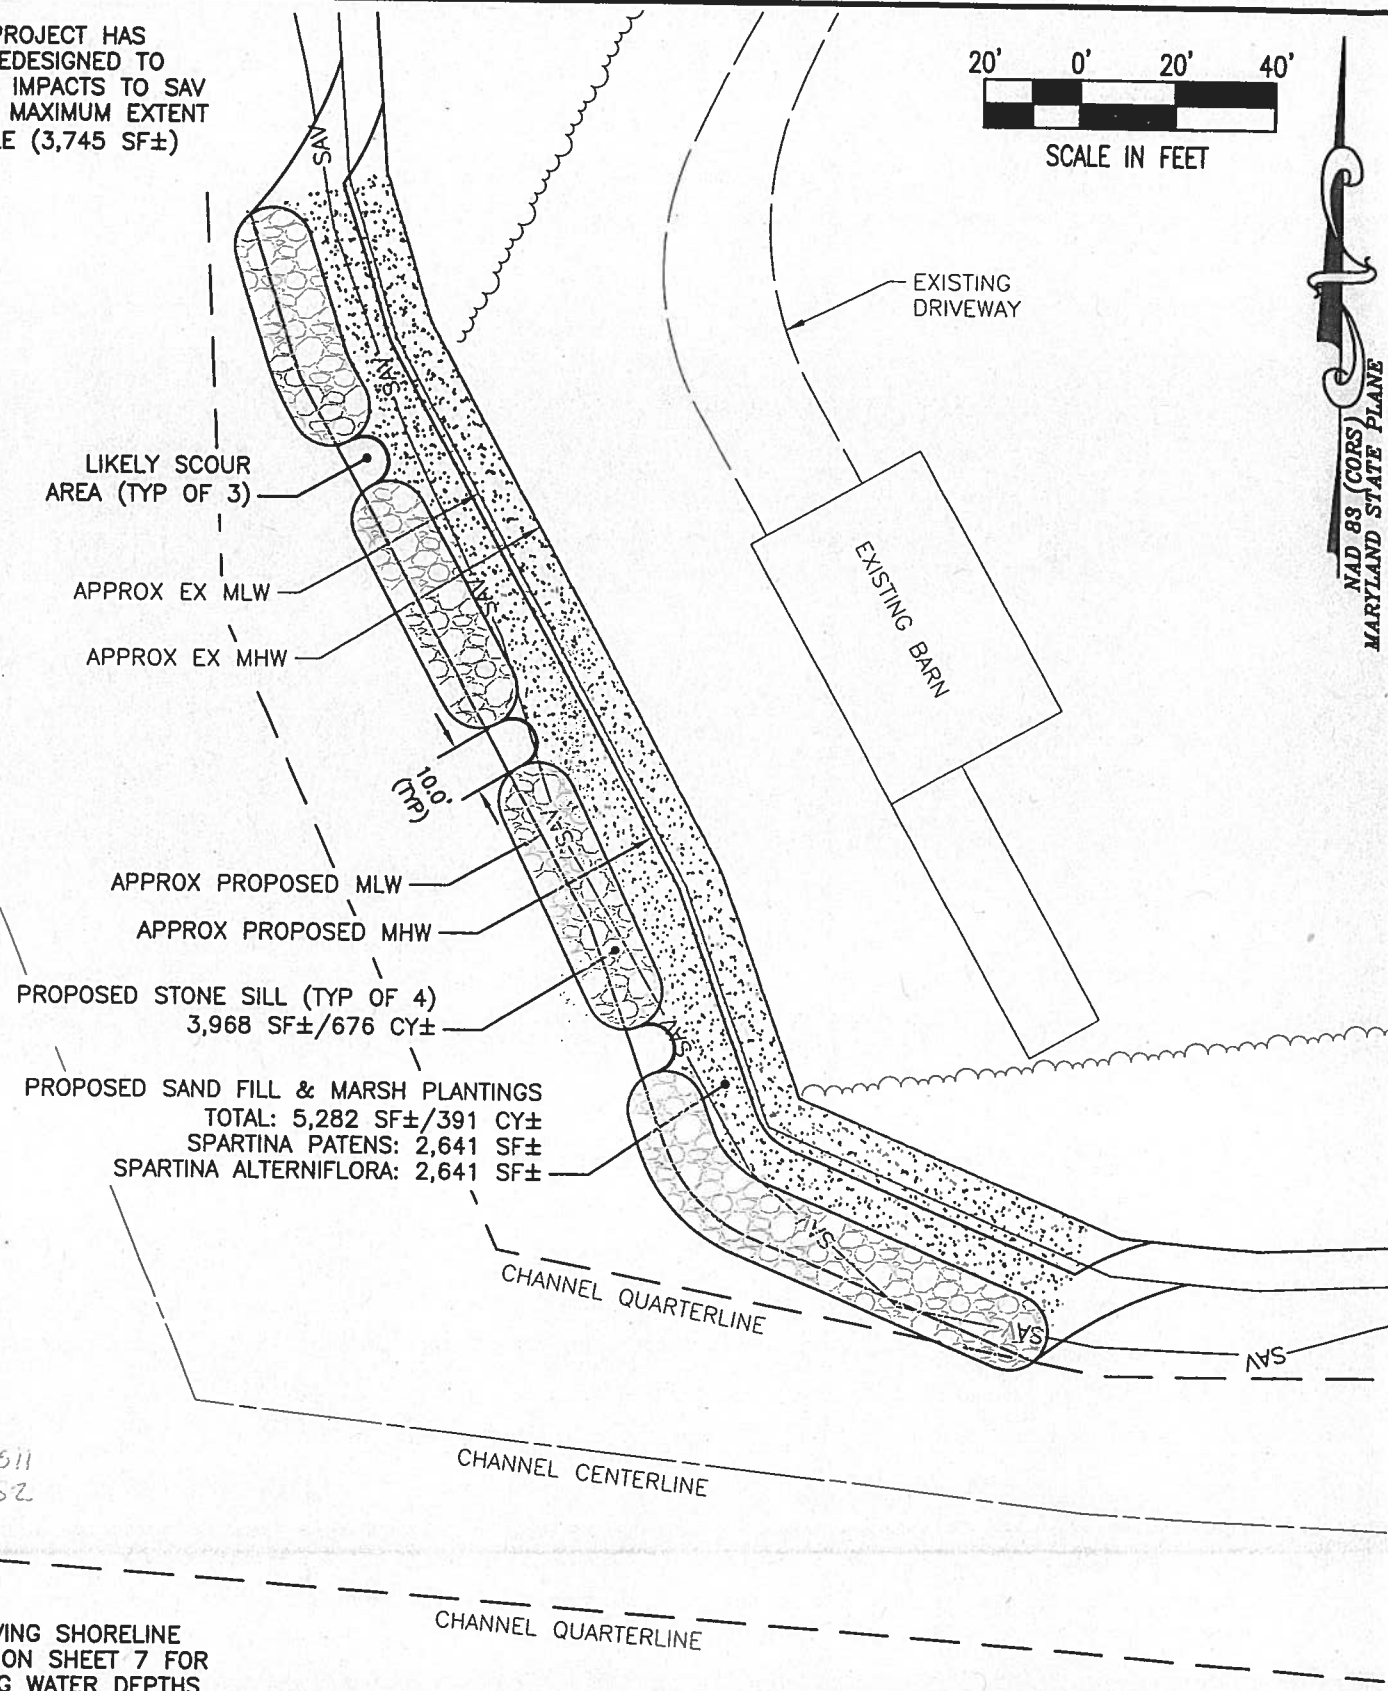 PROJECT HAS
EDESIGNED TO
IMPACTS TO SAV
MAXIMUM EXTENT
LE (3,745 SF±)
20' 0' 20' 40'
SCALE IN FEET
NAD 83 (CORS)
MARYLAND STATE PLANE
SAV
EXISTING
DRIVEWAY
SAV
LIKELY SCOUR
AREA (TYP OF 3)
APPROX EX MLW
SAV
APPROX EX MHW
EXISTING BARN
10.0'
(TYP)
SAV
APPROX PROPOSED MLW
APPROX PROPOSED MHW
PROPOSED STONE SILL (TYP OF 4)
3,968 SF±/676 CY±
SAV
PROPOSED SAND FILL & MARSH PLANTINGS
TOTAL: 5,282 SF±/391 CY±
SPARTINA PATENS: 2,641 SF±
SPARTINA ALTERNIFLORA: 2,641 SF±
SAV
CHANNEL QUARTERLINE
SAV
SAV
CHANNEL CENTERLINE
CHANNEL QUARTERLINE
VING SHORELINE
ON SHEET 7 FOR
G WATER DEPTHS